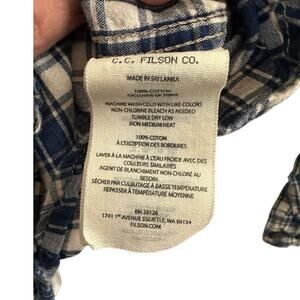 C.C. FILSON CO.
MADE IN SRI LANKA
100% COTTON
EXCLUSIVE OF TRIMS
MACHINE WASH COLD WITH LIKE COLORS
NON-CHLORINE BLEACH AS NEEDED
TUMBLE DRY LOW
IRON MEDIUM HEAT
100% COTTON
À L'EXCEPTION DES BORDURES
LAVER À LA MACHINE À L'EAU FROIDE AVEC DES
COULEURS SIMILAIRES
AGENT DE BLANCHIMENT NON CHLORÉ AU
BESOIN
SÉCHER PAR CULBUTAGE À BASSE TEMPÉRATURE
REPASSER À TEMPÉRATURE MOYENNE
RN 39126
1741 1ST AVENUE SSEATTLE, WA 98134
FILSON.COM